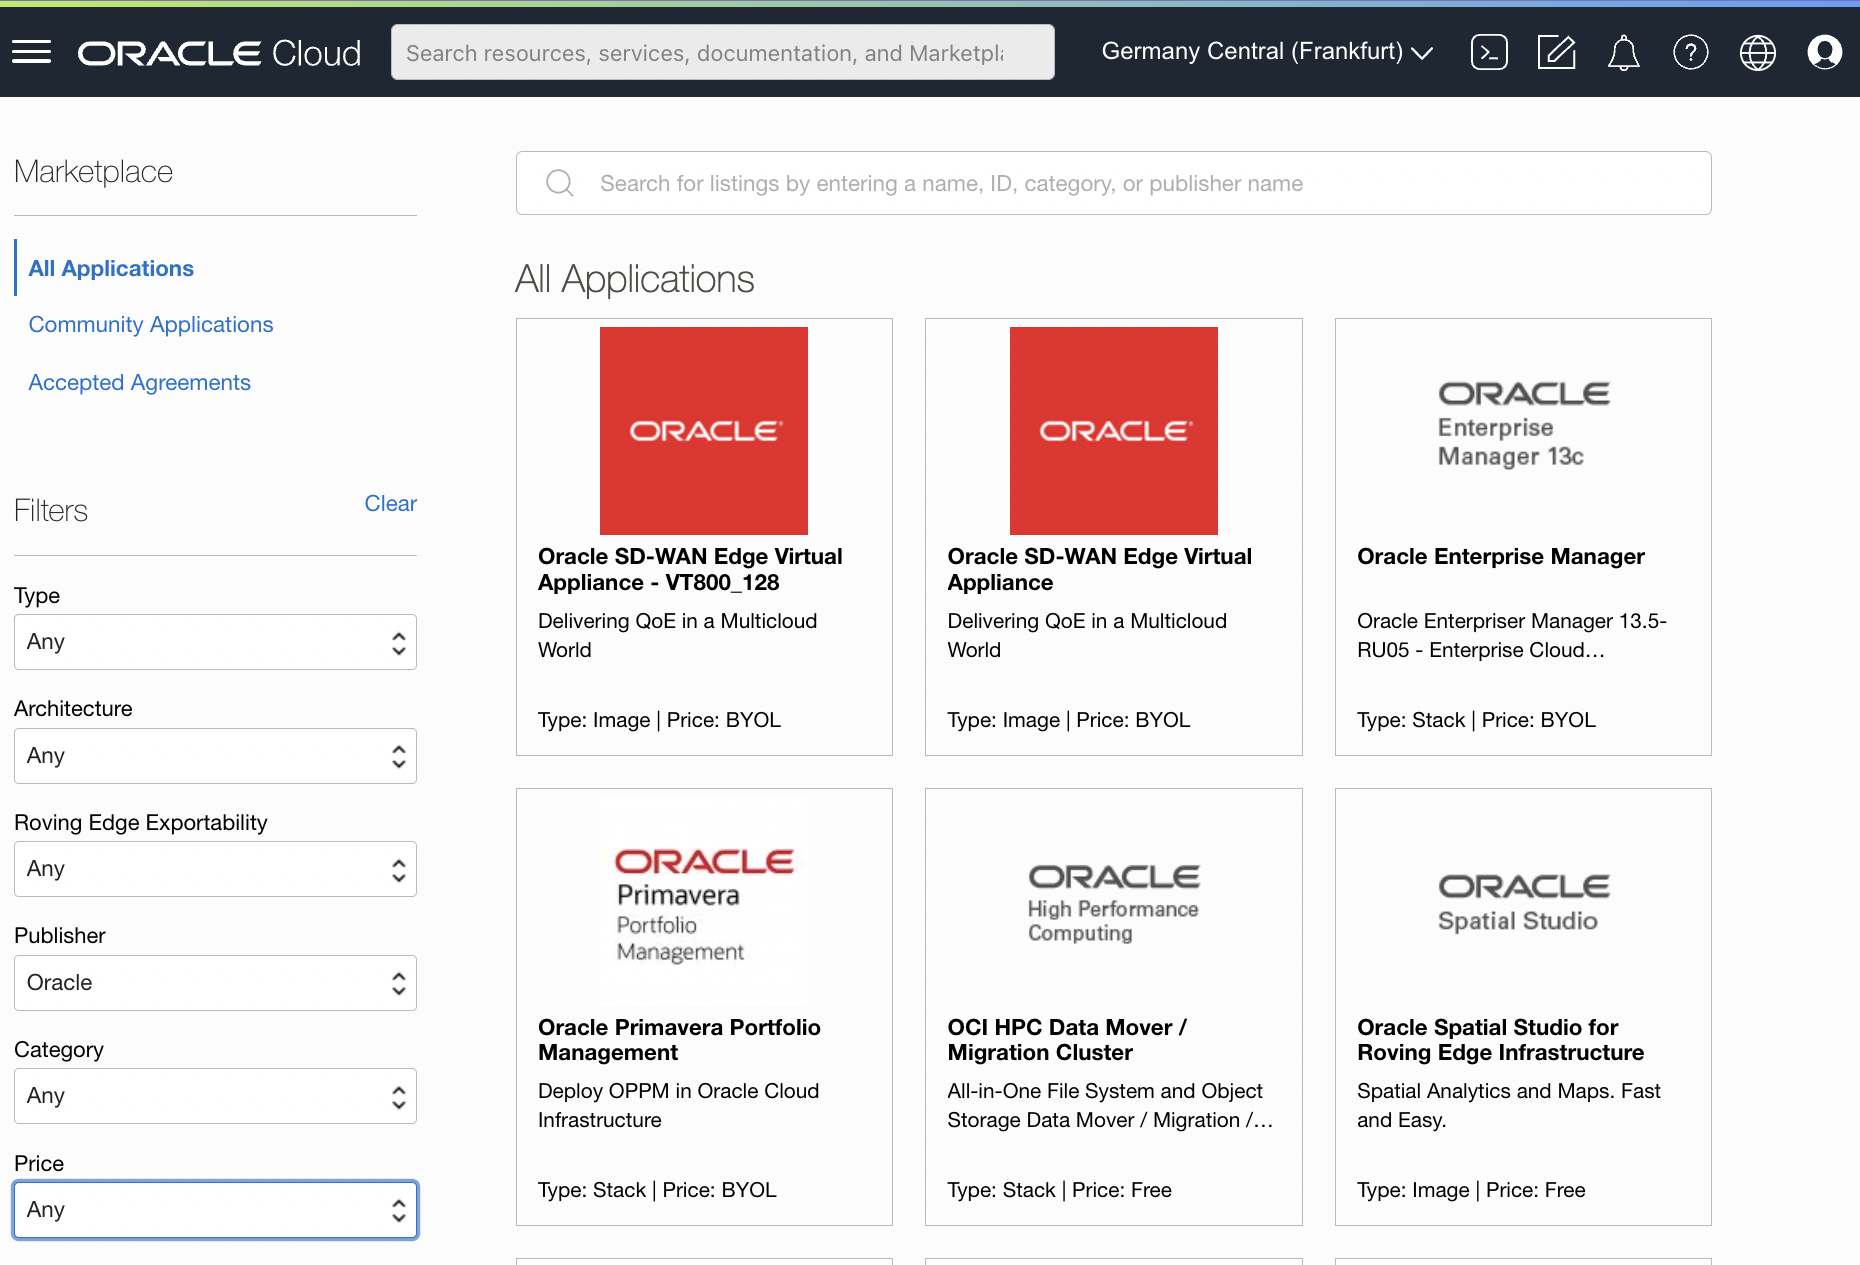 ORACLE Cloud
Search resources, services, documentation, and Marketpla
Germany Central (Frankfurt)
Marketplace
All Applications
Community Applications
Accepted Agreements
Filters
Clear
Type
Any
Architecture
Any
Roving Edge Exportability
Any
Publisher
Oracle
Category
Any
Price
Any
Search for listings by entering a name, ID, category, or publisher name
All Applications
ORACLE
Oracle SD-WAN Edge Virtual
Appliance - VT800_128
Delivering QoE in a Multicloud
World
Type: Image | Price: BYOL
ORACLE
Oracle SD-WAN Edge Virtual
Appliance
Delivering QoE in a Multicloud
World
Type: Image | Price: BYOL
ORACLE
Enterprise
Manager 13c
Oracle Enterprise Manager
Oracle Enterpriser Manager 13.5-
RU05 - Enterprise Cloud…
Type: Stack | Price: BYOL
ORACLE
Primavera
Portfolio
Management
Oracle Primavera Portfolio
Management
Deploy OPPM in Oracle Cloud
Infrastructure
Type: Stack | Price: BYOL
ORACLE
High Performance
Computing
OCI HPC Data Mover /
Migration Cluster
All-in-One File System and Object
Storage Data Mover / Migration /…
Type: Stack | Price: Free
ORACLE
Spatial Studio
Oracle Spatial Studio for
Roving Edge Infrastructure
Spatial Analytics and Maps. Fast
and Easy.
Type: Image | Price: Free